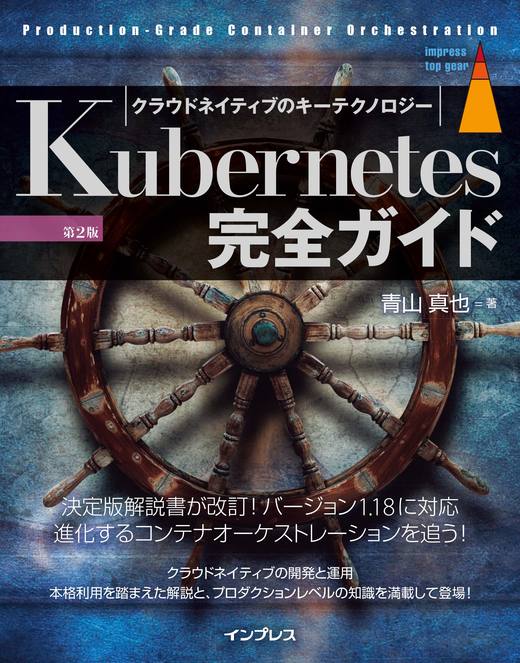 Production-Grade Container Orchestration
impress
top gear
クラウドネイティブのキーテクノロジー
Kubernetes
完全ガイド
第2版
青山 真也 =著
決定版解説書が改訂！バージョン1.18に対応
進化するコンテナオーケストレーションを追う！
クラウドネイティブの開発と運用
本格利用を踏まえた解説と、プロダクションレベルの知識を満載して登場！
インプレス